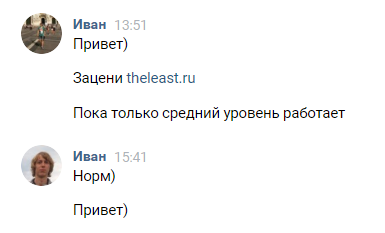 Иван 13:51
Привет)
Зацени theleast.ru
Пока только средний уровень работает
Иван 15:41
Норм)
Привет)